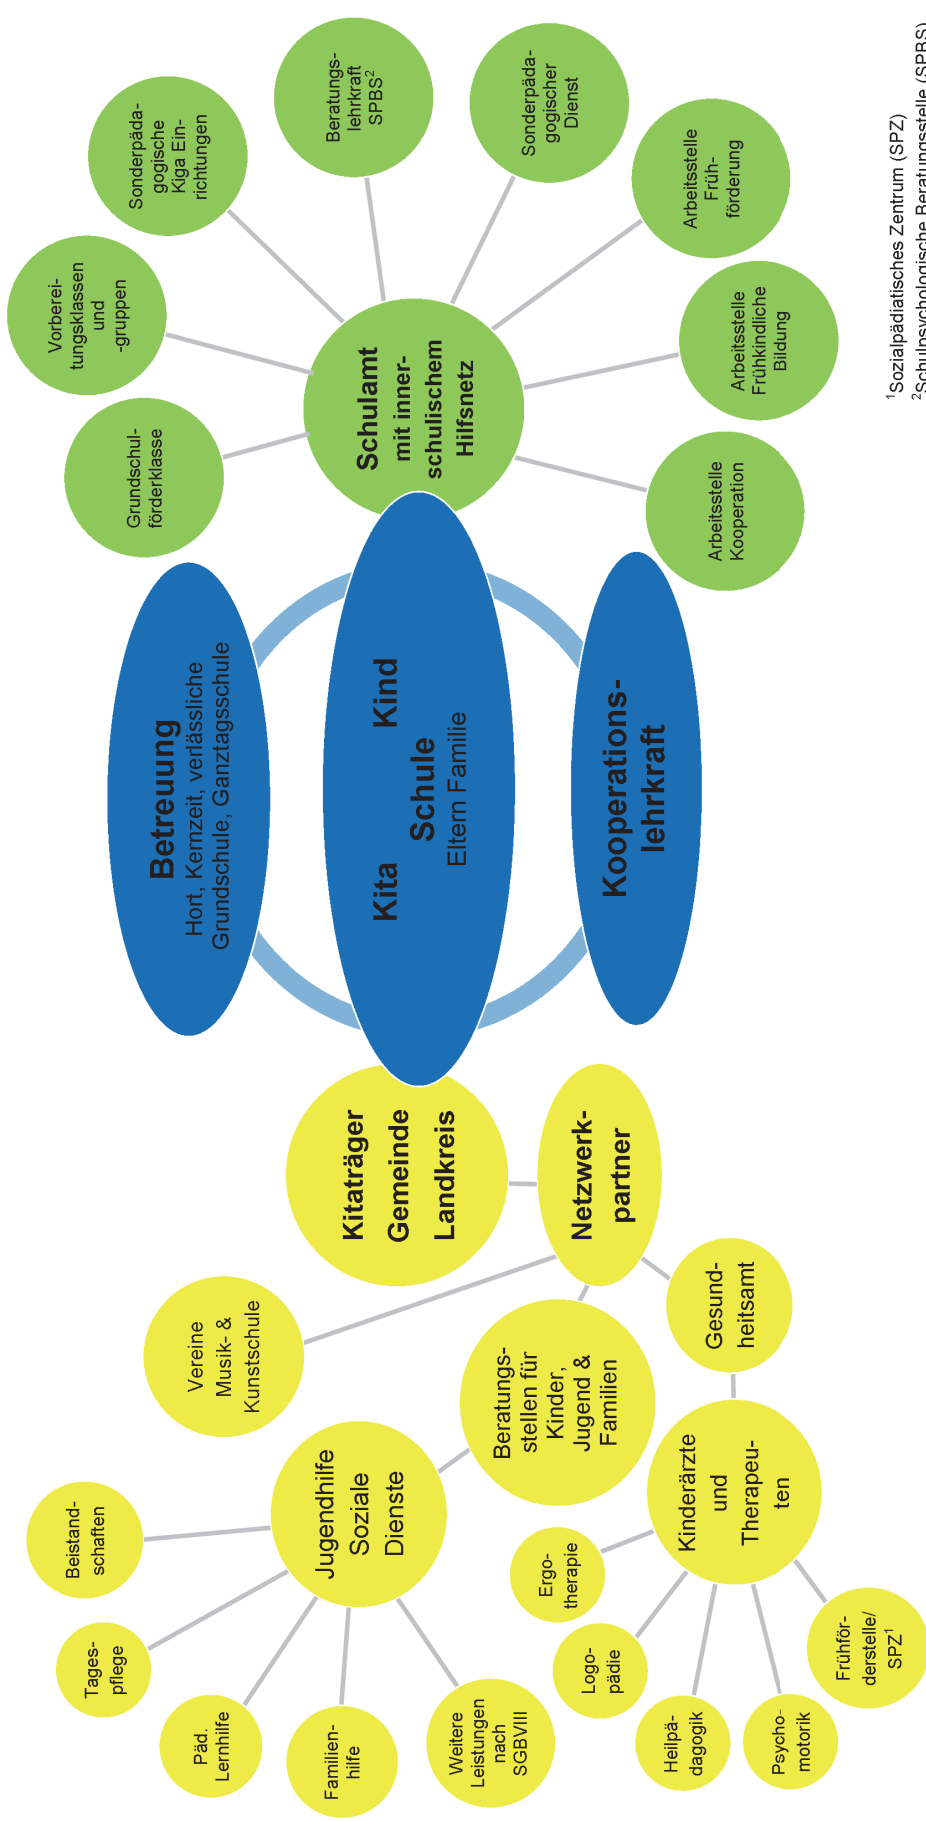 Beistand-
schaften
Tages-
pflege
Päd.
Lernhilfe
Familien-
hilfe
Weitere
Leistungen
nach
SGBVIII
Jugendhilfe
Soziale
Dienste
Vereine
Musik- &
Kunstschule
Beratungs-
stellen für
Kinder,
Jugend &
Familien
Ergo-
therapie
Logo-
pädie
Heilpä-
dagogik
Psycho-
motorik
Frühför-
derstelle/
SPZ1
Kinderärzte
und
Therapeu-
ten
Gesund-
heitsamt
Netzwerk-
partner
Kitaträger
Gemeinde
Landkreis
Betreuung
Hort, Kernzeit, verlässliche
Grundschule, Ganztagsschule
Kita Kind
Schule
Eltern Familie
Kooperations-
lehrkraft
Schulamt
mit inner-
schulischem
Hilfsnetz
Grundschul-
förderklasse
Vorberei-
tungsklassen
und
-gruppen
Sonderpäda-
gogische
Kiga Ein-
richtungen
Beratungs-
lehrkraft
SPBS2
Sonderpäda-
gogischer
Dienst
Arbeitsstelle
Früh-
förderung
Arbeitsstelle
Frühkindliche
Bildung
Arbeitsstelle
Kooperation
1Sozialpädiatisches Zentrum (SPZ)
2Schulpsychologische Beratungsstelle (SPBS)